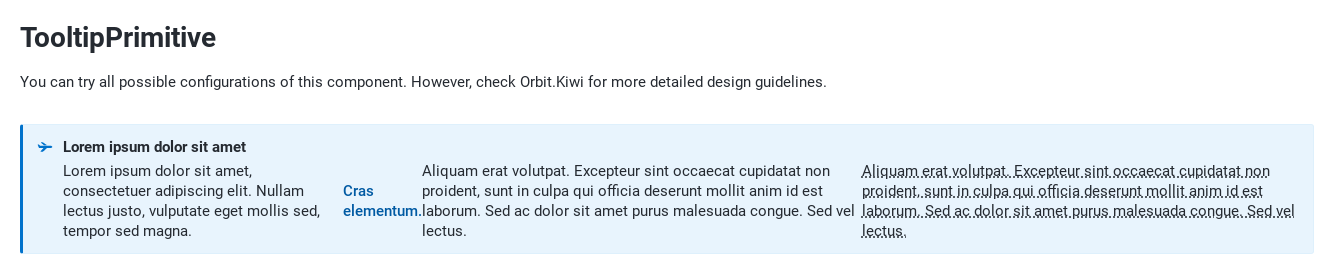 TooltipPrimitive
You can try all possible configurations of this component. However, check Orbit.Kiwi for more detailed design guidelines.
Lorem ipsum dolor sit amet
Lorem ipsum dolor sit amet,
consectetuer adipiscing elit. Nullam
lectus justo, vulputate eget mollis sed,
tempor sed magna.
Cras
elementum.
Aliquam erat volutpat. Excepteur sint occaecat cupidatat non
proident, sunt in culpa qui officia deserunt mollit anim id est
laborum. Sed ac dolor sit amet purus malesuada congue. Sed vel
lectus.
Aliquam erat volutpat. Excepteur sint occaecat cupidatat non
proident, sunt in culpa qui officia deserunt mollit anim id est
laborum. Sed ac dolor sit amet purus malesuada congue. Sed vel
lectus.